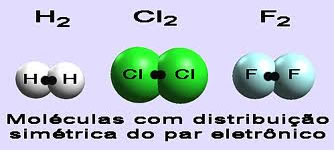 H₂ Cl₂ F₂
H H Cl Cl F F
Moléculas com distribuição
simétrica do par eletrônico